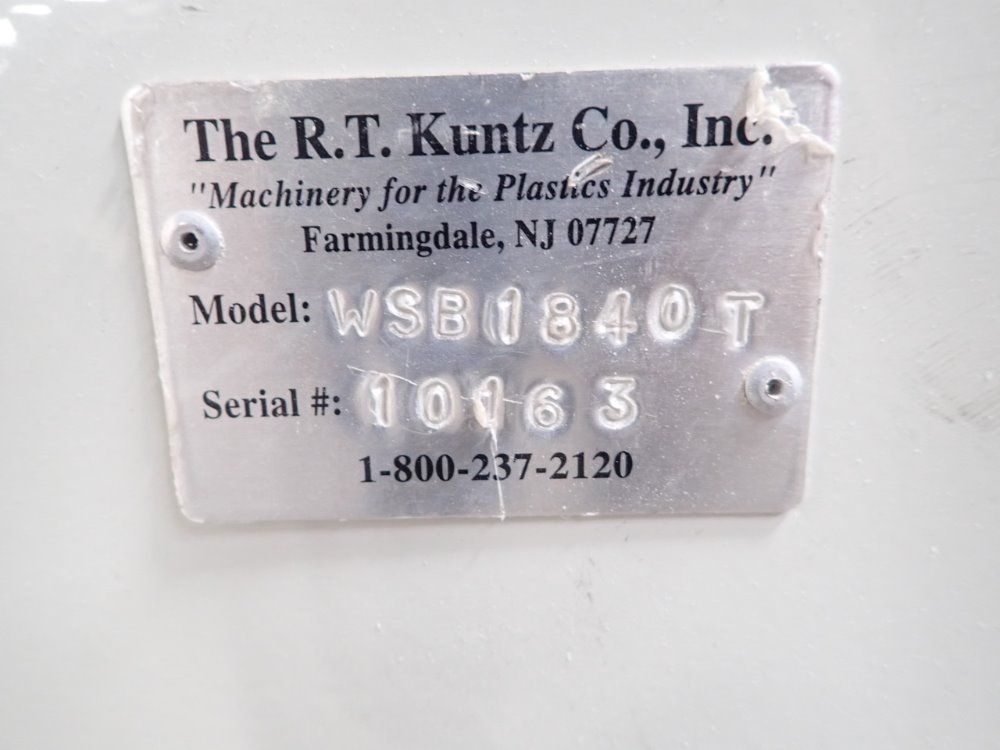 The R.T. Kuntz Co., Inc.
"Machinery for the Plastics Industry"
Farmingdale, NJ 07727
Model: WSB1840T
Serial #: 10163
1-800-237-2120